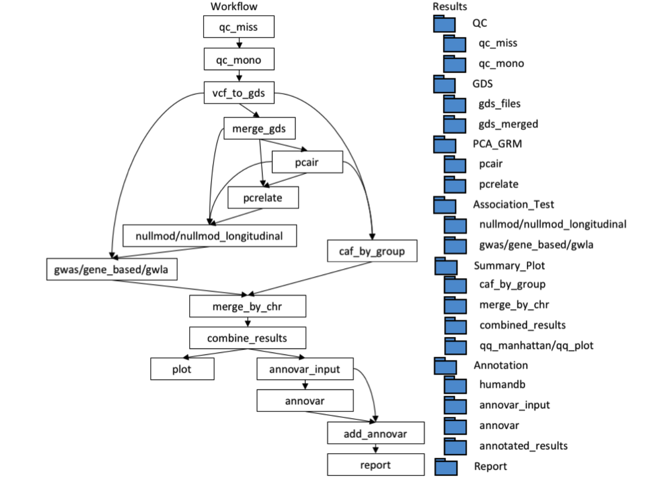 Workflow
qc_miss
qc_mono
vcf_to_gds
merge_gds
pcair
pcrelate
nullmod/nullmod_longitudinal
caf_by_group
gwas/gene_based/gwla
merge_by_chr
combine_results
plot
annovar_input
annovar
add_annovar
report
Results
QC
qc_miss
qc_mono
GDS
gds_files
gds_merged
PCA_GRM
pcair
pcrelate
Association_Test
nullmod/nullmod_longitudinal
gwas/gene_based/gwla
Summary_Plot
caf_by_group
merge_by_chr
combined_results
qq_manhattan/qq_plot
Annotation
humandb
annovar_input
annovar
annotated_results
Report